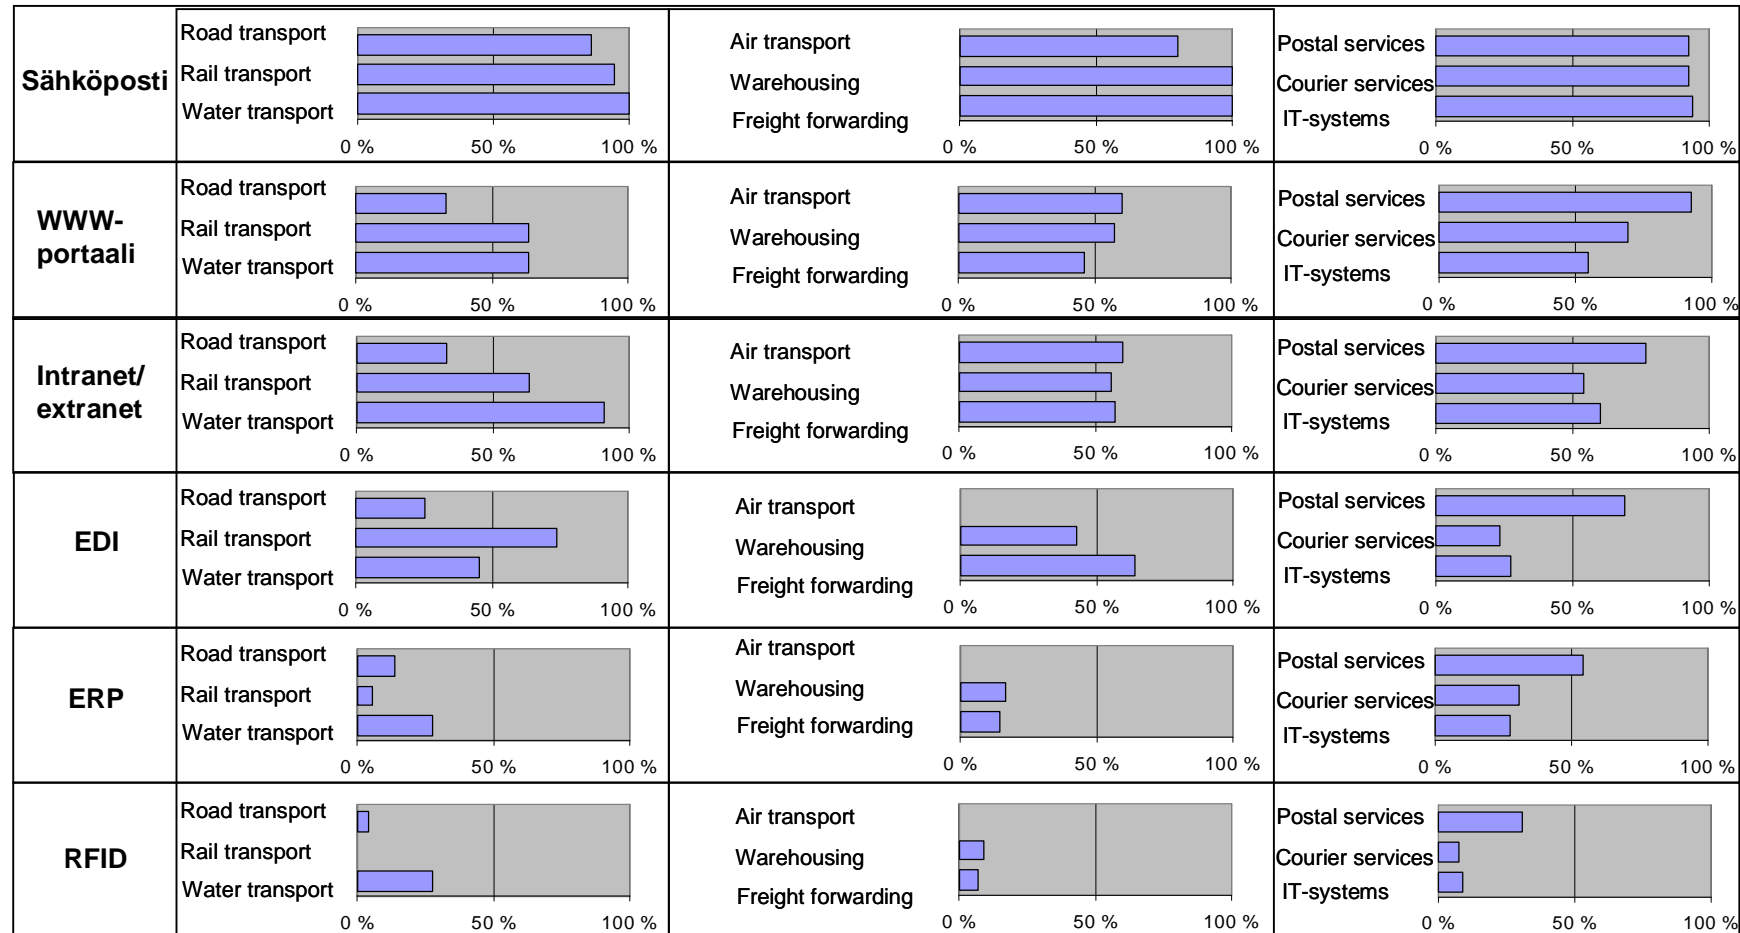 Sähköposti
Road transport
Rail transport
Water transport
0 % 50 % 100 %
Air transport
Warehousing
Freight forwarding
0 % 50 % 100 %
Postal services
Courier services
IT-systems
0 % 50 % 100 %
WWW-
portaali
Road transport
Rail transport
Water transport
0 % 50 % 100 %
Air transport
Warehousing
Freight forwarding
0 % 50 % 100 %
Postal services
Courier services
IT-systems
0 % 50 % 100 %
Intranet/
extranet
Road transport
Rail transport
Water transport
0 % 50 % 100 %
Air transport
Warehousing
Freight forwarding
0 % 50 % 100 %
Postal services
Courier services
IT-systems
0 % 50 % 100 %
EDI
Road transport
Rail transport
Water transport
0 % 50 % 100 %
Air transport
Warehousing
Freight forwarding
0 % 50 % 100 %
Postal services
Courier services
IT-systems
0 % 50 % 100 %
ERP
Road transport
Rail transport
Water transport
0 % 50 % 100 %
Air transport
Warehousing
Freight forwarding
0 % 50 % 100 %
Postal services
Courier services
IT-systems
0 % 50 % 100 %
RFID
Road transport
Rail transport
Water transport
0 % 50 % 100 %
Air transport
Warehousing
Freight forwarding
0 % 50 % 100 %
Postal services
Courier services
IT-systems
0 % 50 % 100 %